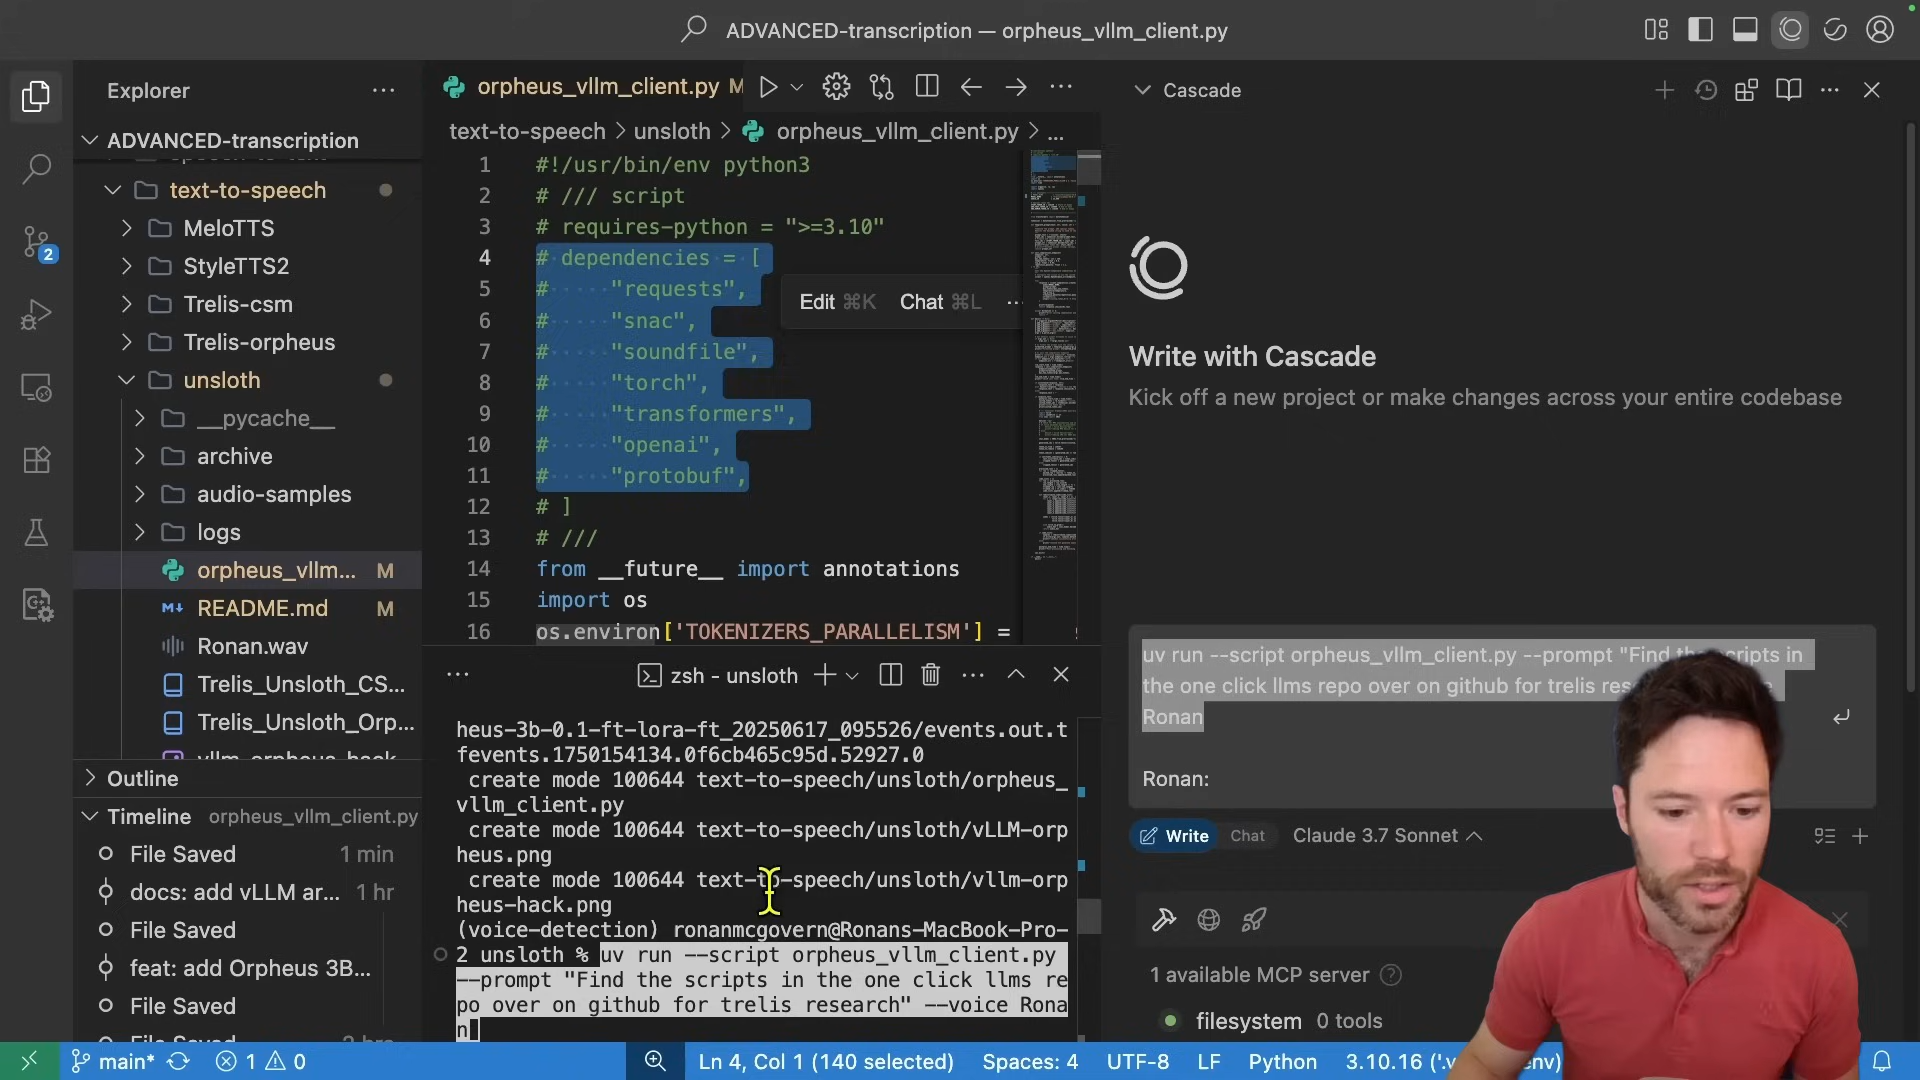 ADVANCED-transcription — orpheus_vllm_client.py
Explorer
ADVANCED-transcription
text-to-speech
MeloTTS
StyleTTS2
Trelis-csm
Trelis-orpheus
unsloth
__pycache__
archive
audio-samples
logs
orpheus_vllm... M
README.md M
Ronan.wav
Trelis_Unsloth_CS...
Trelis_Unsloth_Orp...
vllm-orpheus-hack
Outline
Timeline orpheus_vllm_client.py
File Saved 1 min
docs: add vLLM ar... 1 hr
File Saved
feat: add Orpheus 3B...
File Saved
File Saved 2 hrs
2
orpheus_vllm_client.py M
text-to-speech > unsloth > orpheus_vllm_client.py > ...
1 #!/usr/bin/env python3
2 # /// script
3 # requires-python = ">=3.10"
4 # dependencies = [
5 # "requests",
6 # "snac",
7 # "soundfile",
8 # "torch",
9 # "transformers",
10 # "openai",
11 # "protobuf",
12 # ]
13 # ///
14 from __future__ import annotations
15 import os
16 os.environ['TOKENIZERS_PARALLELISM'] =
Edit ⌘K Chat ⌘L ...
zsh - unsloth
heus-3b-0.1-ft-lora-ft_20250617_095526/events.out.t
fevents.1750154134.0f6cb465c95d.52927.0
create mode 100644 text-to-speech/unsloth/orpheus_
vllm_client.py
create mode 100644 text-to-speech/unsloth/vLLM-orp
heus.png
create mode 100644 text-to-speech/unsloth/vllm-orp
heus-hack.png
(voice-detection) ronanmcgovern@Ronans-MacBook-Pro-
2 unsloth % uv run --script orpheus_vllm_client.py
--prompt "Find the scripts in the one click llms re
po over on github for trelis research" --voice Rona
n
Cascade
Write with Cascade
Kick off a new project or make changes across your entire codebase
uv run --script orpheus_vllm_client.py --prompt "Find the scripts in
the one click llms repo over on github for trelis res
Ronan
Ronan:
Write Chat Claude 3.7 Sonnet
1 available MCP server
filesystem 0 tools
main* 1 0 Ln 4, Col 1 (140 selected) Spaces: 4 UTF-8 LF Python 3.10.16 ('.v env)